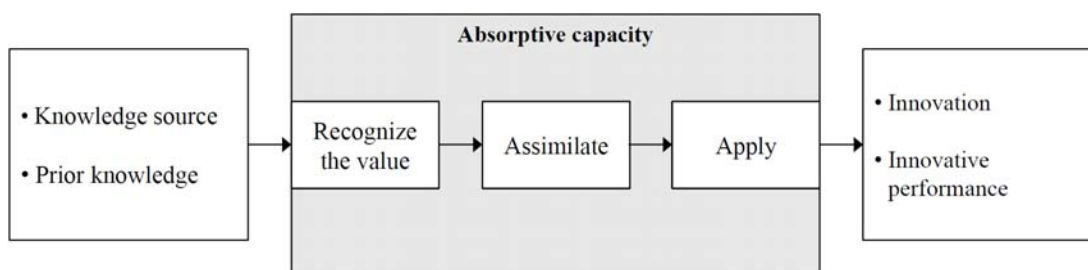 Absorptive capacity
• Knowledge source
• Prior knowledge
Recognize
the value
Assimilate
Apply
• Innovation
• Innovative
performance